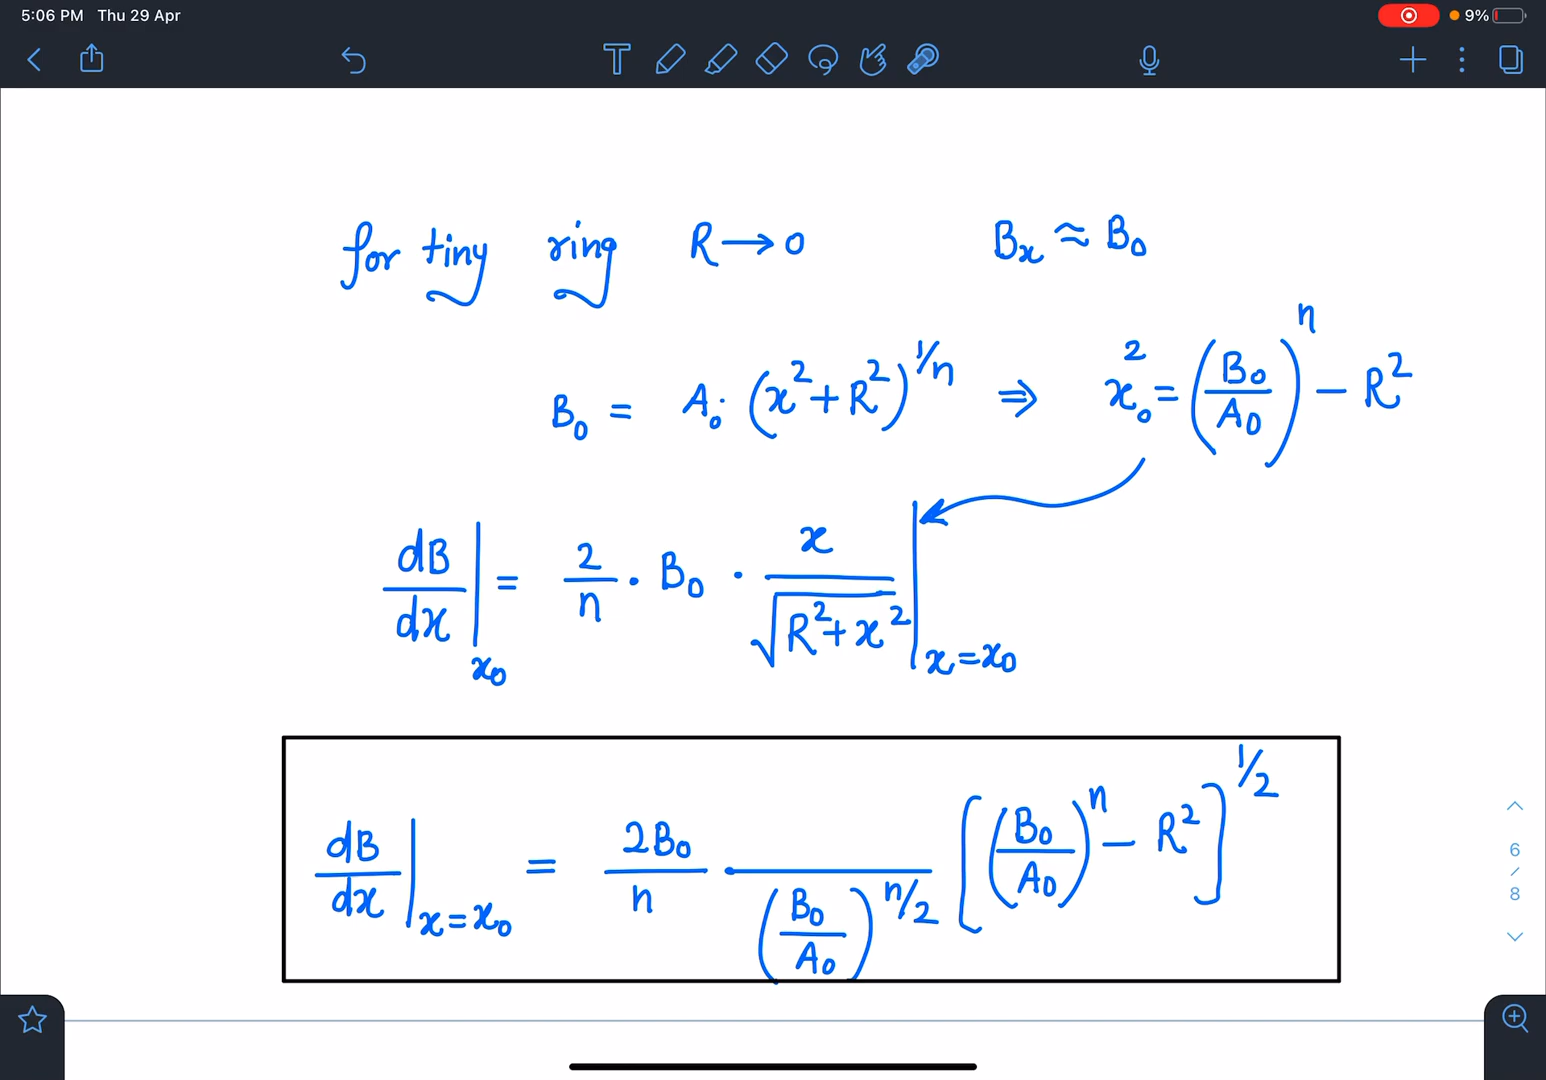 5:06 PM Thu 29 Apr
9%
for tiny ring R → 0 Bₓ ≈ B₀
B₀ = A₀ · (x² + R²)^{1/n} ⇒ x₀² = (B₀/A₀)^n − R²
dB/dx |_{x₀} = 2/n · B₀ · x/√(R² + x²) |_{x=x₀}
dB/dx |_{x=x₀} = 2B₀/n · 1/(B₀/A₀)^{n/2} [(B₀/A₀)^n − R²]^{1/2}
6/8